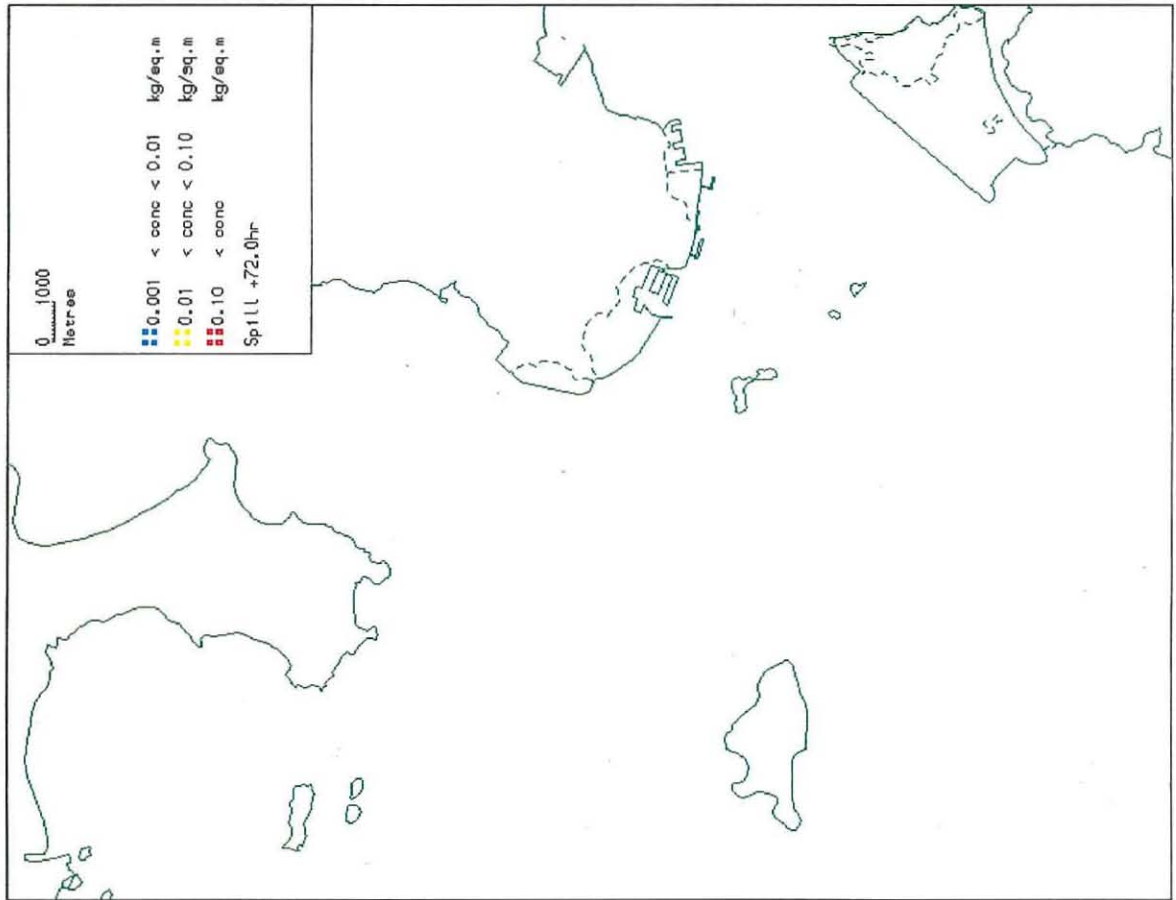 0 1000
Metres
0.001 < conc < 0.01 kg/sq.m
0.01 < conc < 0.10 kg/sq.m
0.10 < conc kg/sq.m
Spill +72.0hr